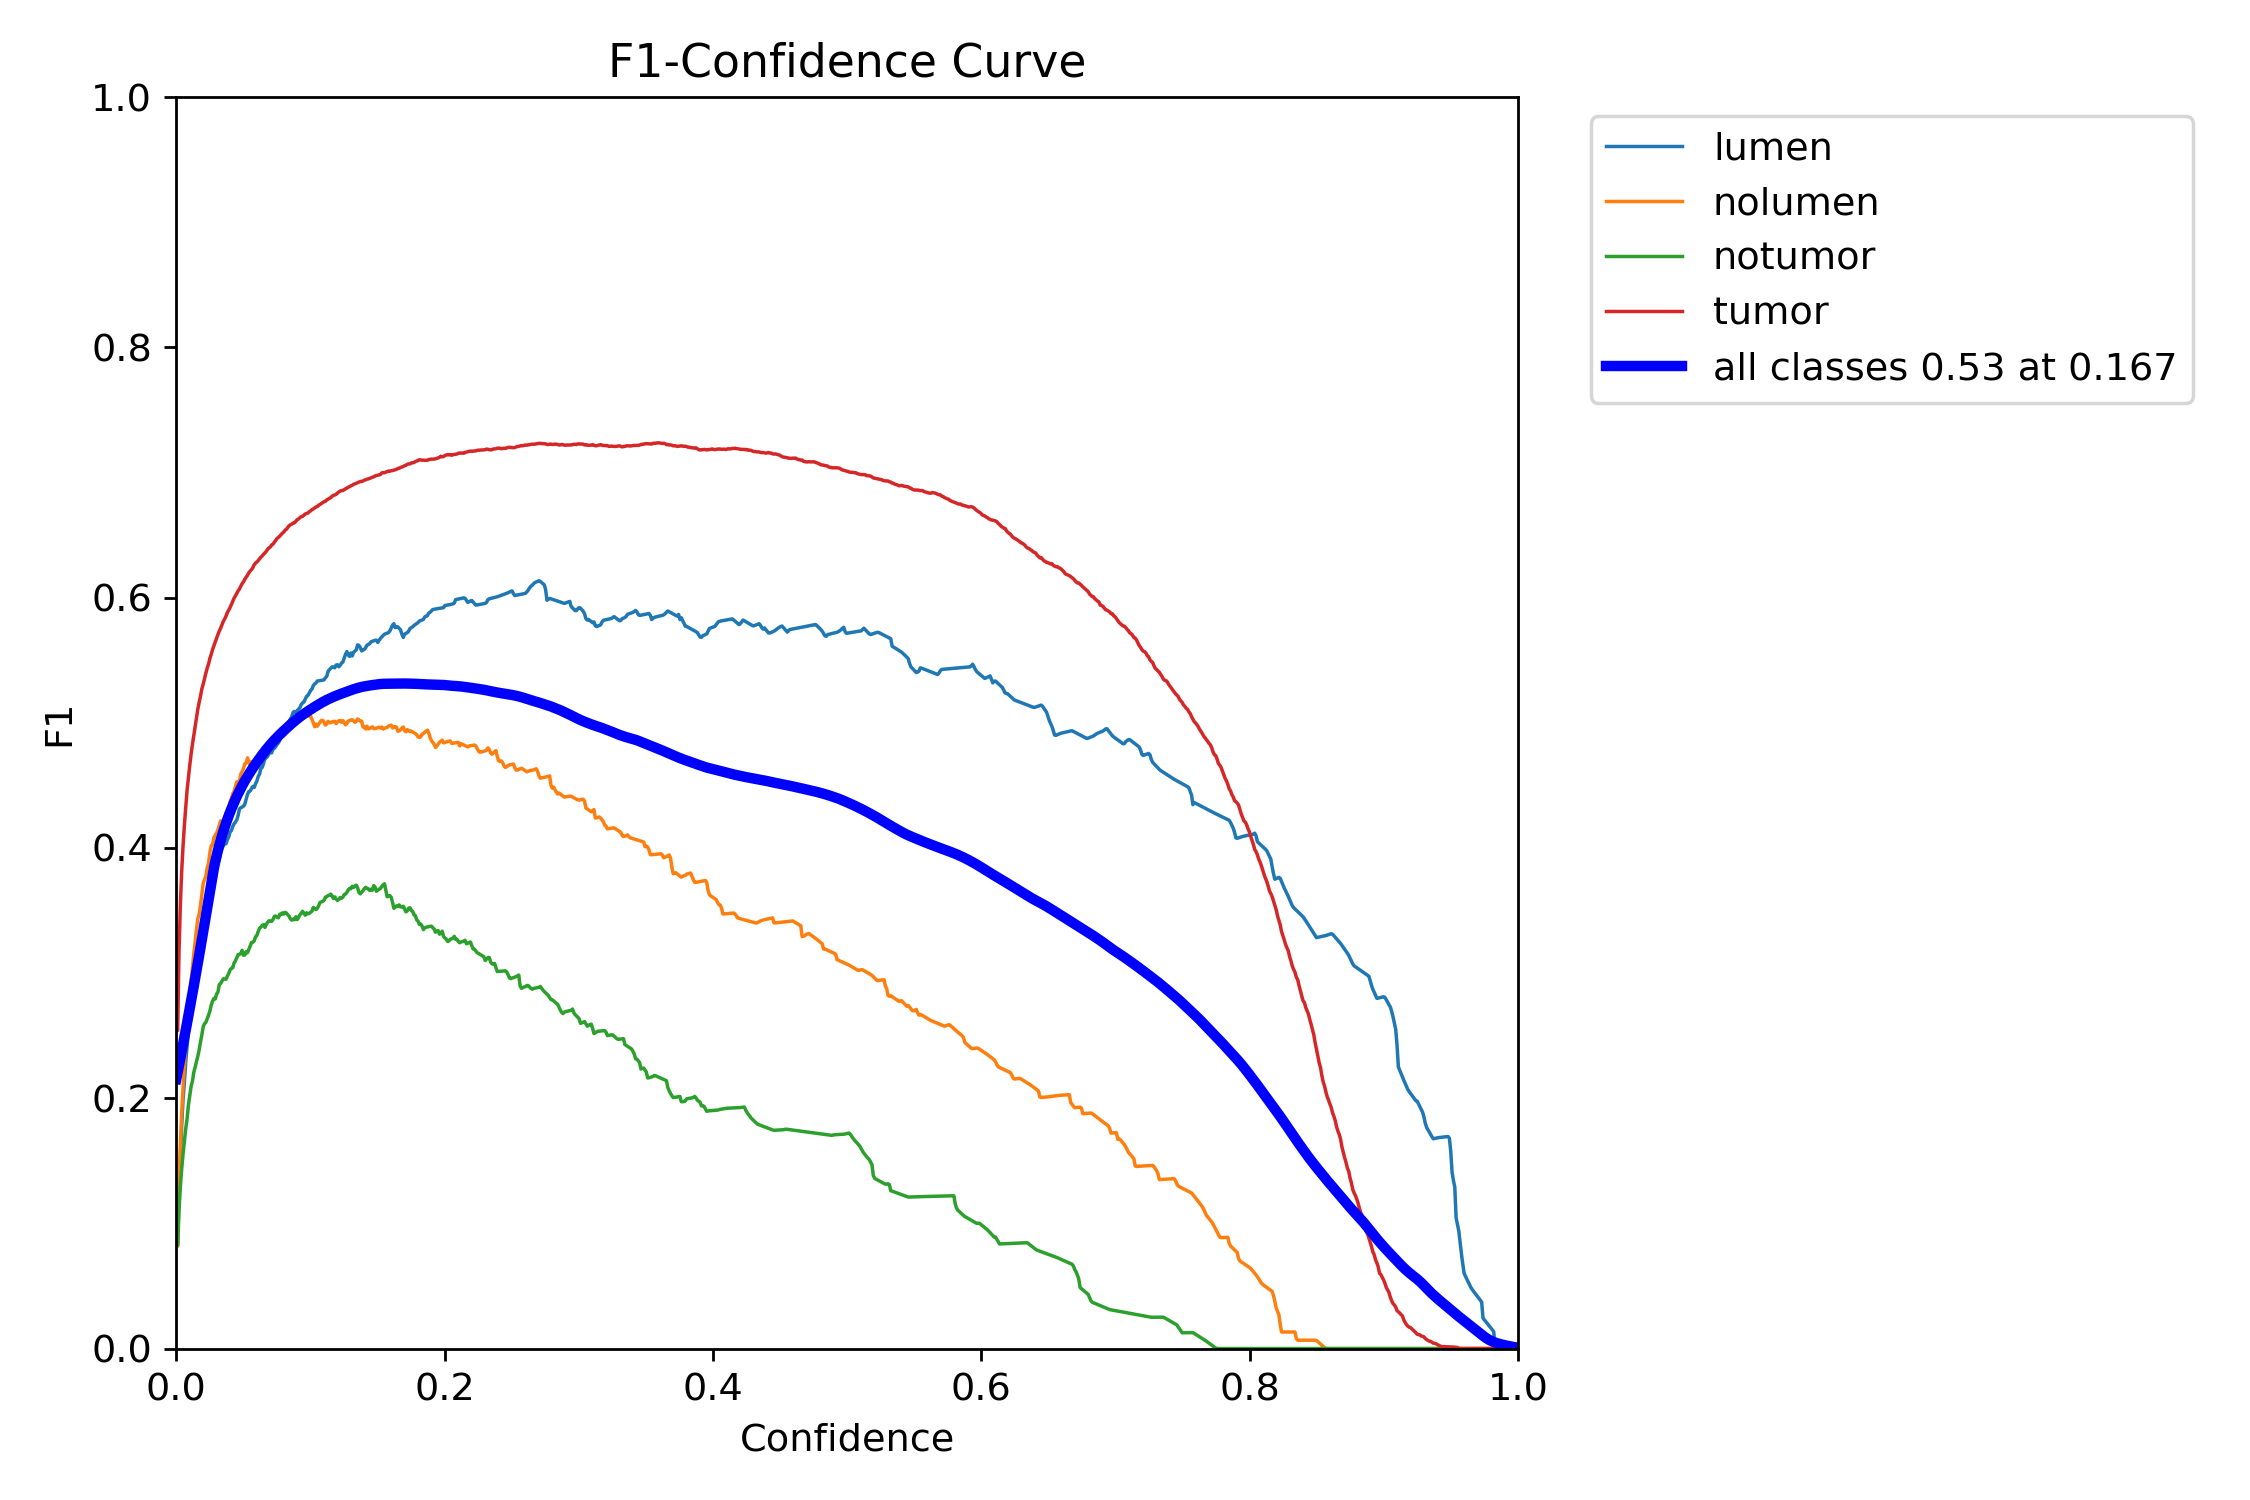 F1-Confidence Curve
1.0
0.8
0.6
0.4
0.2
0.0
F1
0.0 0.2 0.4 0.6 0.8 1.0
Confidence
lumen
nolumen
notumor
tumor
all classes 0.53 at 0.167